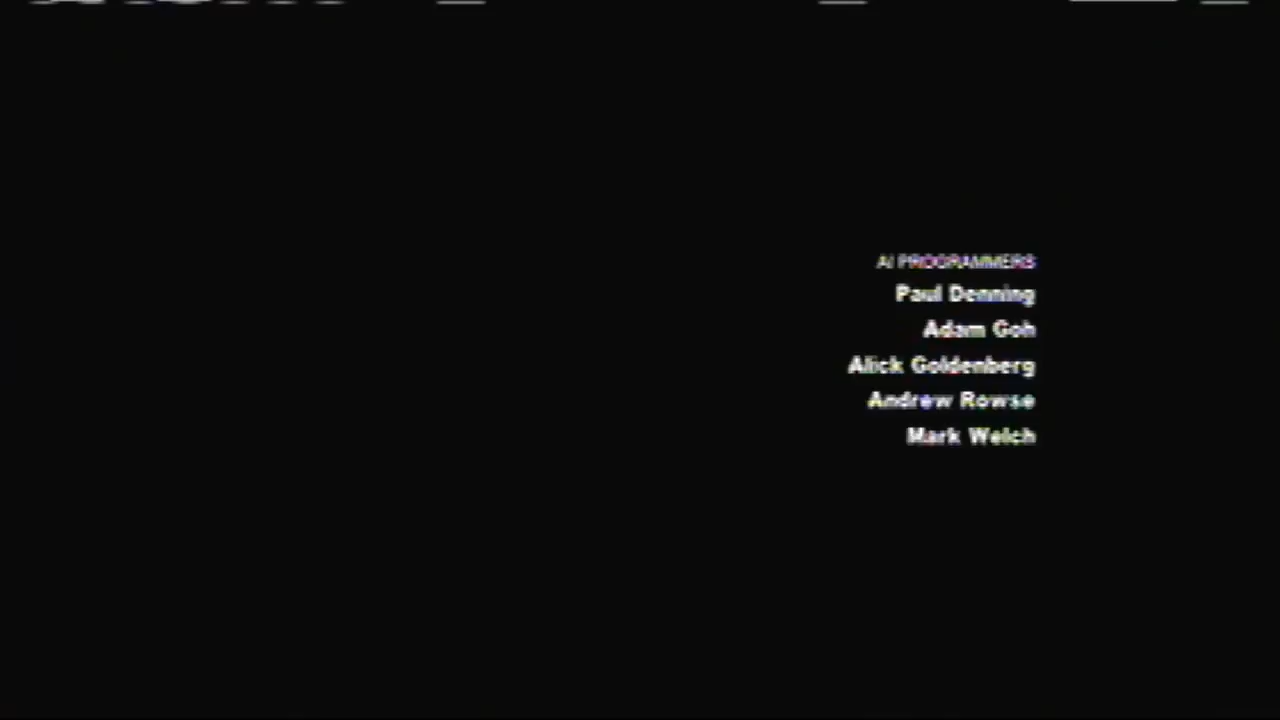 AI PROGRAMMERS
Paul Denning
Adam Goh
Alick Goldenberg
Andrew Rowse
Mark Welch